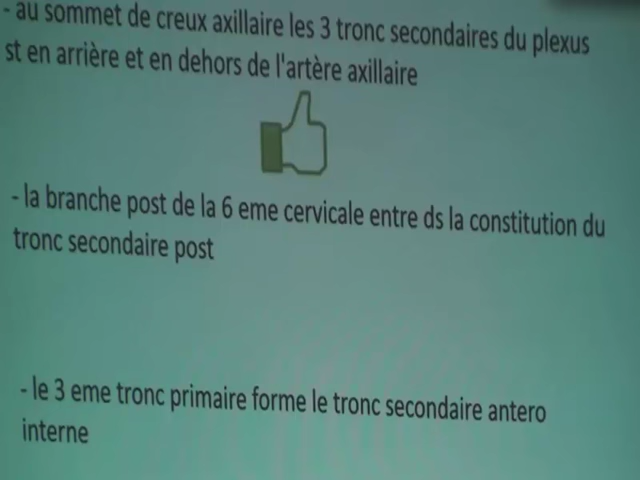 - au sommet de creux axillaire les 3 tronc secondaires du plexus
st en arrière et en dehors de l'artère axillaire
- la branche post de la 6 eme cervicale entre ds la constitution du
tronc secondaire post
- le 3 eme tronc primaire forme le tronc secondaire antero
interne